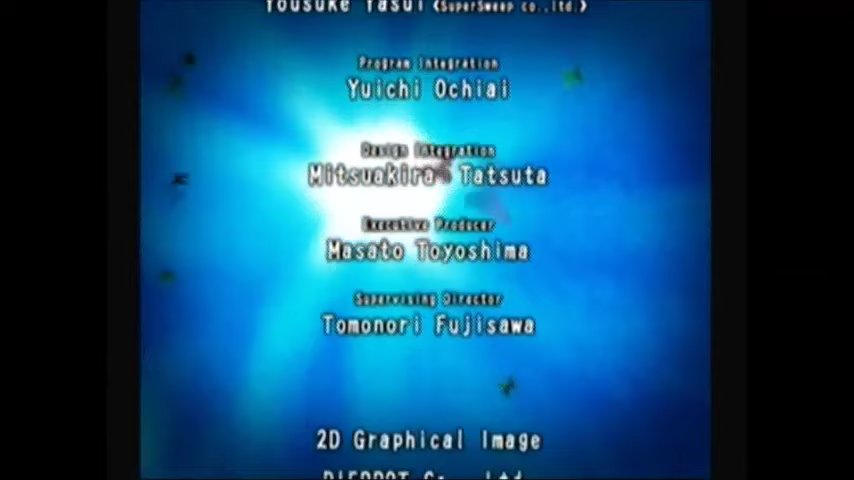 Yousuke Yasui (SuperSweep co.,ltd.)
Program Integration
Yuichi Ochiai
Design Integration
Mitsuakira Tatsuta
Executive Producer
Masato Toyoshima
Supervising Director
Tomonori Fujisawa
2D Graphical Image